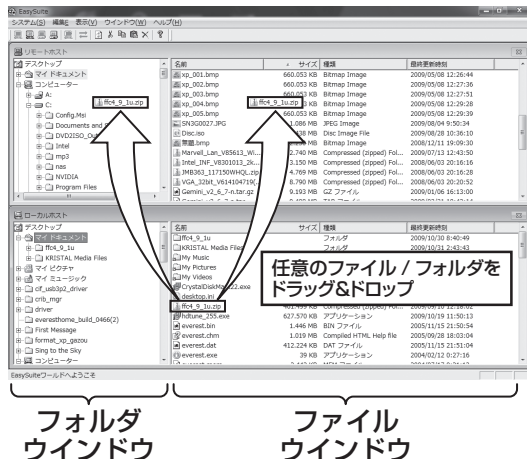 EasySuite
システム(S) 編集E 表示(V) ウインドウ(W) ヘルプ(H)
リモートホスト
デスクトップ
マイ ドキュメント
コンピューター
A:
C:
Config.Msi
Documents and
DVD2ISO_Out
Intel
mp3
nas
NVIDIA
Program Files
ffc4_9_1u.zip
名前 サイズ 種類 最終更新時刻
xp_001.bmp 660.053 KB Bitmap Image 2009/05/08 12:26:44
xp_002.bmp 660.053 KB Bitmap Image 2009/05/08 12:27:36
xp_003.bmp 660.053 KB Bitmap Image 2009/05/08 12:27:51
xp_004.bmp Bitmap Image 2009/05/08 12:29:28
xp_005.bmp Bitmap Image 2009/05/08 12:29:39
ffc4_9_1u.zip
SN3G0027.JPG 1.086 MB JPEG Image 2009/08/04 9:50:34
Disc.iso 438 MB Disc Image File 2009/08/28 10:36:10
無題.bmp Bitmap Image 2008/12/11 19:09:30
Marvell_Lan_V85613_Wi... 2.740 MB Compressed (zipped) Fol... 2009/07/13 12:43:50
Intel_INF_V8301013_2k... 3.150 MB Compressed (zipped) Fol... 2008/06/03 20:16:16
JMB363_117150WHQL.zip 4.769 MB Compressed (zipped) Fol... 2008/06/03 20:16:28
VGA_32bit_V614104719(... 8.790 MB Compressed (zipped) Fol... 2008/06/03 20:20:52
Gemini_v2_6_7-n.tar.gz 9.193 MB GZ ファイル 2009/01/06 16:13:00
ローカルホスト
デスクトップ
マイ ドキュメント
ffc4_9_1u
KRISTAL Media Files
マイ ピクチャ
マイ ミュージック
cif_usb3p2_driver
crib_mgr
driver
everesthome_build_0466(2)
First Message
format_xp_gazou
Sing to the Sky
コンピューター
名前 サイズ 種類 最終更新時刻
ffc4_9_1u フォルダ 2009/10/30 8:40:49
KRISTAL Media Files フォルダ 2009/10/31 2:43:43
My Music
My Pictures
My Videos
CrystalDiskMark22.exe
desktop.ini
ffc4_9_1u.zip
hdtune_255.exe 627.570 KB アプリケーション 2009/10/19 11:50:13
everest.bin 1.446 MB BIN ファイル 2005/11/15 21:50:54
everest.chm 1.019 MB Compiled HTML Help file 2005/09/28 18:03:04
everest.dat 412.224 KB DAT ファイル 2005/11/15 21:51:04
everest.exe 39 KB アプリケーション 2004/02/12 0:27:16
任意のファイル / フォルダを
ドラッグ&ドロップ
EasySuiteワールドへようこそ
フォルダ
ウインドウ
ファイル
ウインドウ